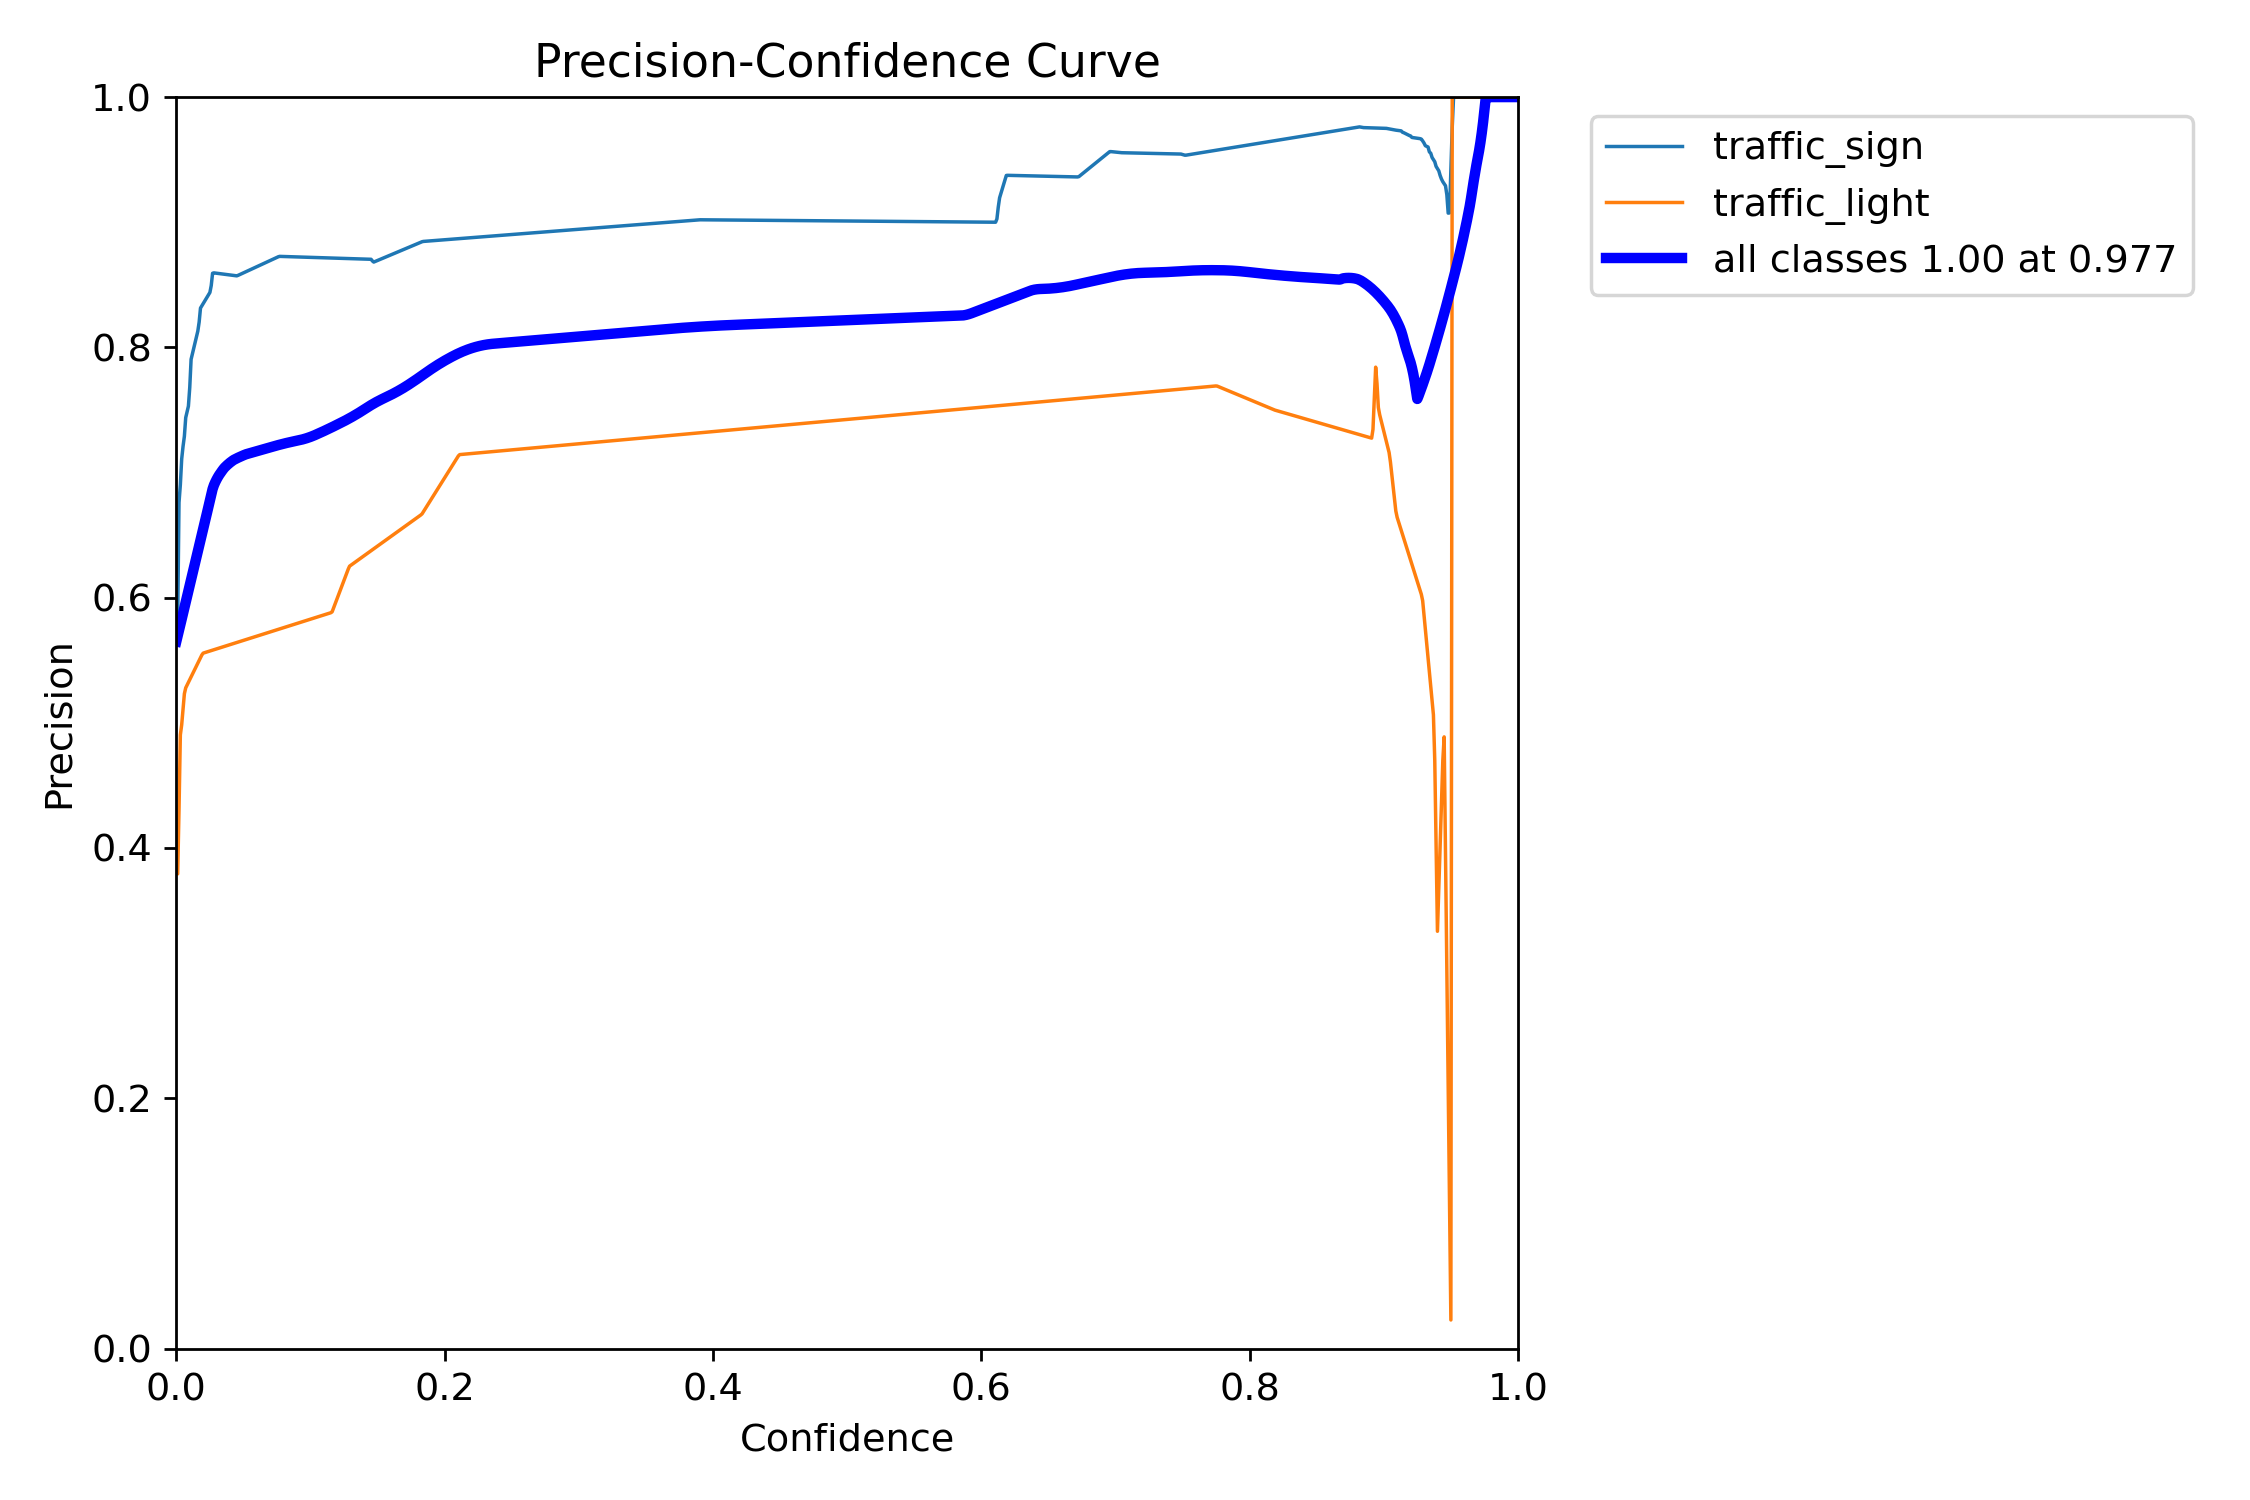 Precision-Confidence Curve
1.0
0.8
0.6
0.4
0.2
0.0
Precision
0.0 0.2 0.4 0.6 0.8 1.0
Confidence
traffic_sign
traffic_light
all classes 1.00 at 0.977